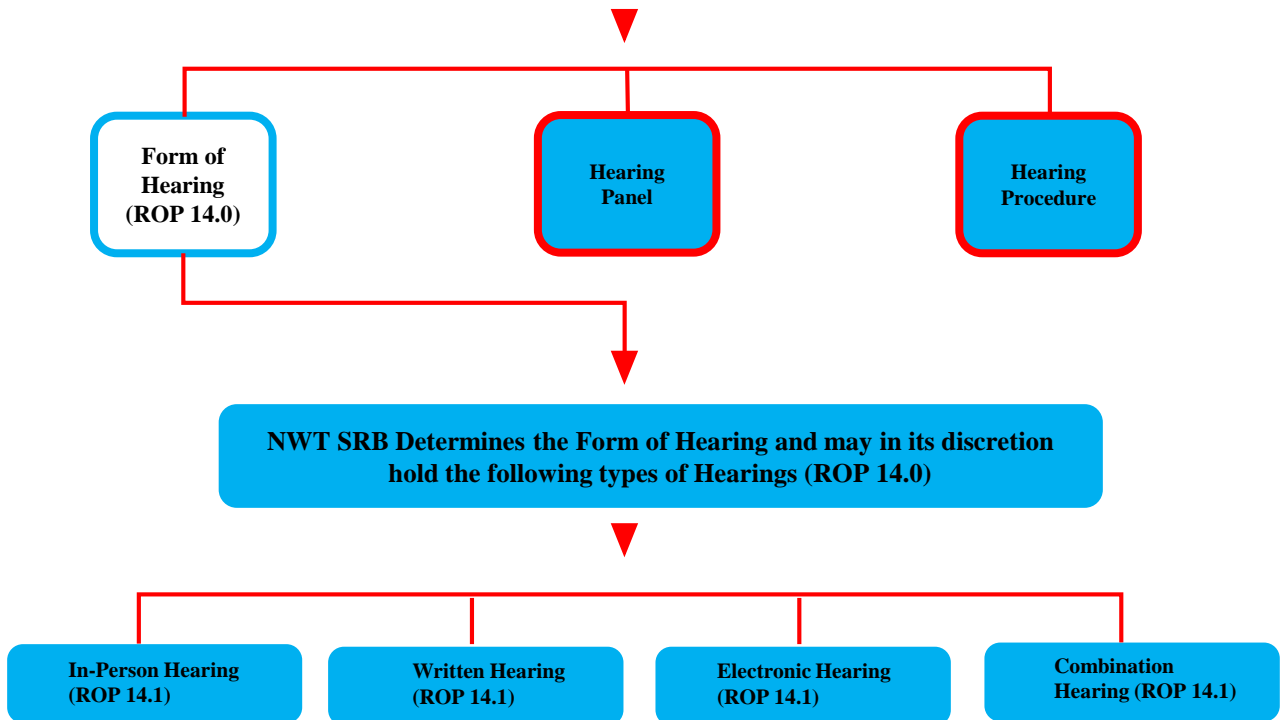 Form of
Hearing
(ROP 14.0)
Hearing
Panel
Hearing
Procedure
NWT SRB Determines the Form of Hearing and may in its discretion
hold the following types of Hearings (ROP 14.0)
In-Person Hearing
(ROP 14.1)
Written Hearing
(ROP 14.1)
Electronic Hearing
(ROP 14.1)
Combination
Hearing (ROP 14.1)